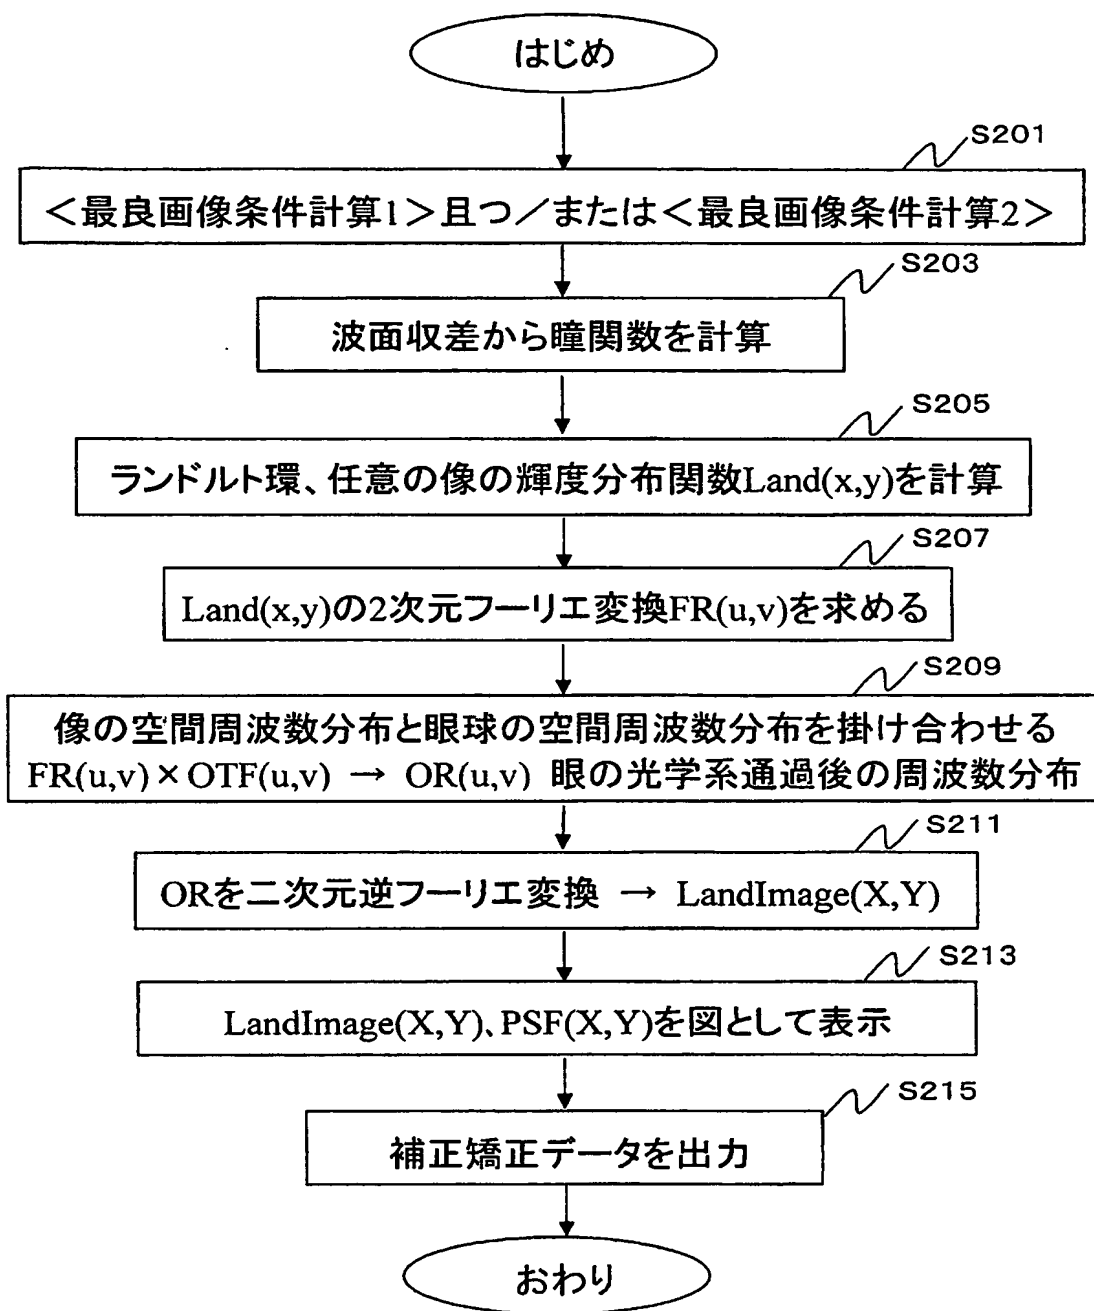 はじめ
S201
＜最良画像条件計算1＞且つ／または＜最良画像条件計算2＞
S203
波面収差から瞳関数を計算
S205
ランドルト環、任意の像の輝度分布関数Land(x,y)を計算
S207
Land(x,y)の2次元フーリエ変換FR(u,v)を求める
S209
像の空間周波数分布と眼球の空間周波数分布を掛け合わせる
FR(u,v)×OTF(u,v) → OR(u,v) 眼の光学系通過後の周波数分布
S211
ORを二次元逆フーリエ変換 → LandImage(X,Y)
S213
LandImage(X,Y)、PSF(X,Y)を図として表示
S215
補正矯正データを出力
おわり